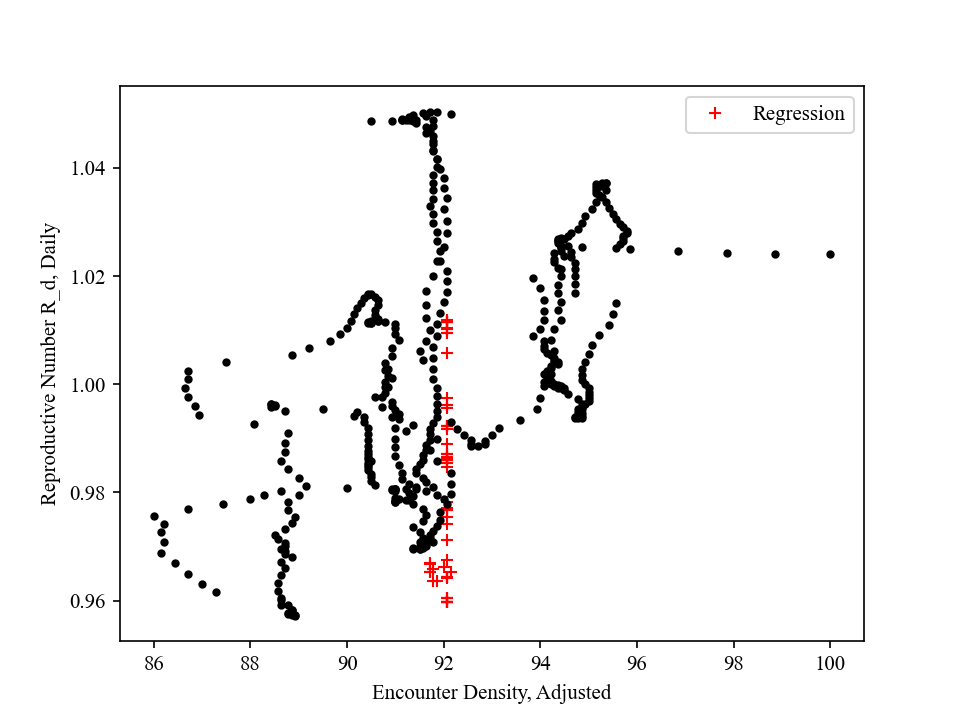 Regression
1.04
1.02
1.00
0.98
0.96
Reproductive Number R_d, Daily
86 88 90 92 94 96 98 100
Encounter Density, Adjusted